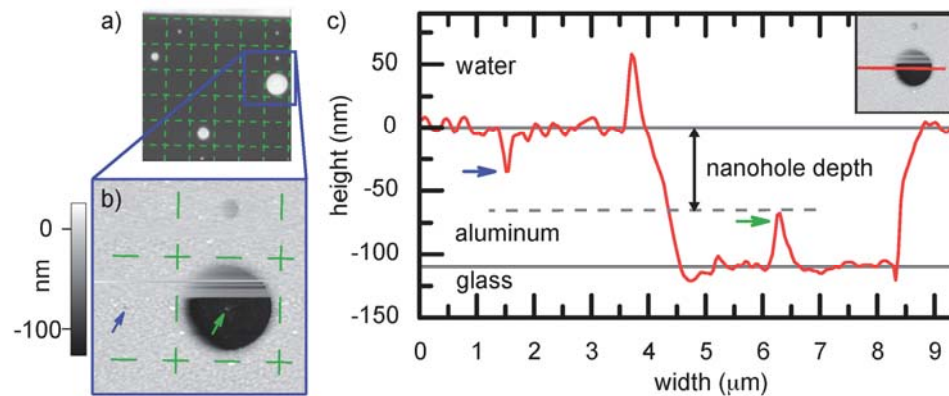 a)
b)
0
-100
nm
c)
50
0
-50
-100
-150
height (nm)
water
nanohole depth
aluminum
glass
0 1 2 3 4 5 6 7 8 9
width (μm)